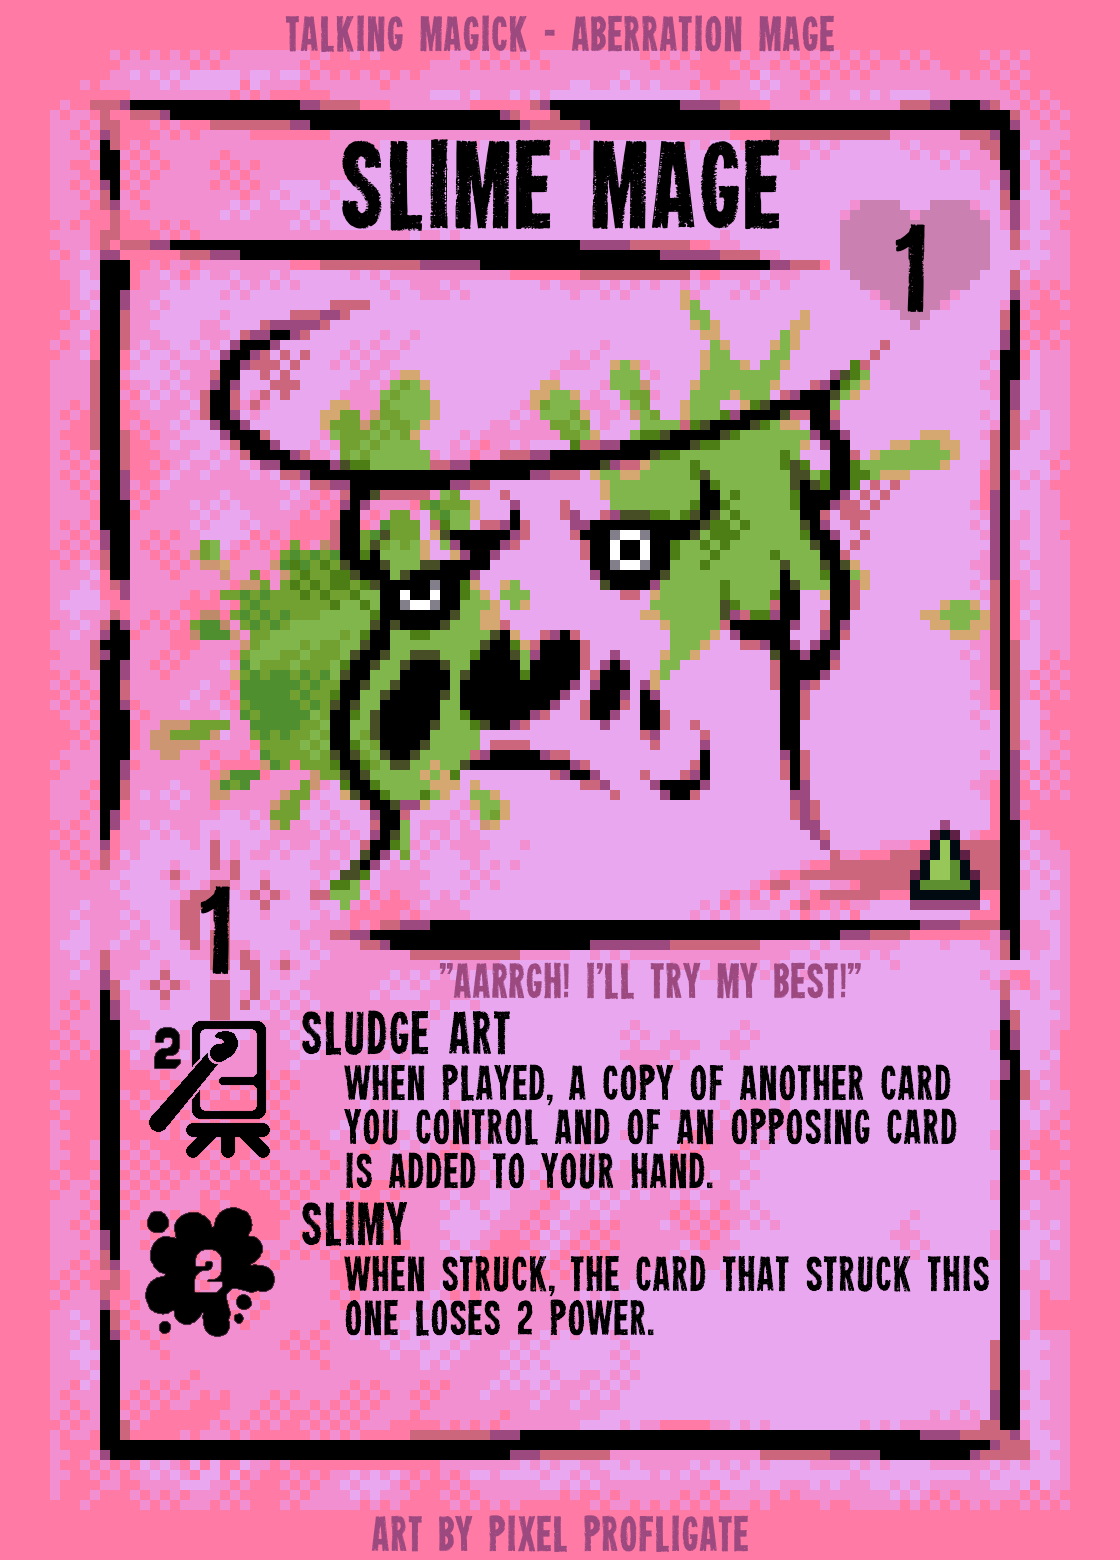 TALKING MAGICK - ABERRATION MAGE
SLIME MAGE
1
1
"AARRGH! I'LL TRY MY BEST!"
2
SLUDGE ART
WHEN PLAYED, A COPY OF ANOTHER CARD
YOU CONTROL AND OF AN OPPOSING CARD
IS ADDED TO YOUR HAND.
2
SLIMY
WHEN STRUCK, THE CARD THAT STRUCK THIS
ONE LOSES 2 POWER.
ART BY PIXEL PROFLIGATE